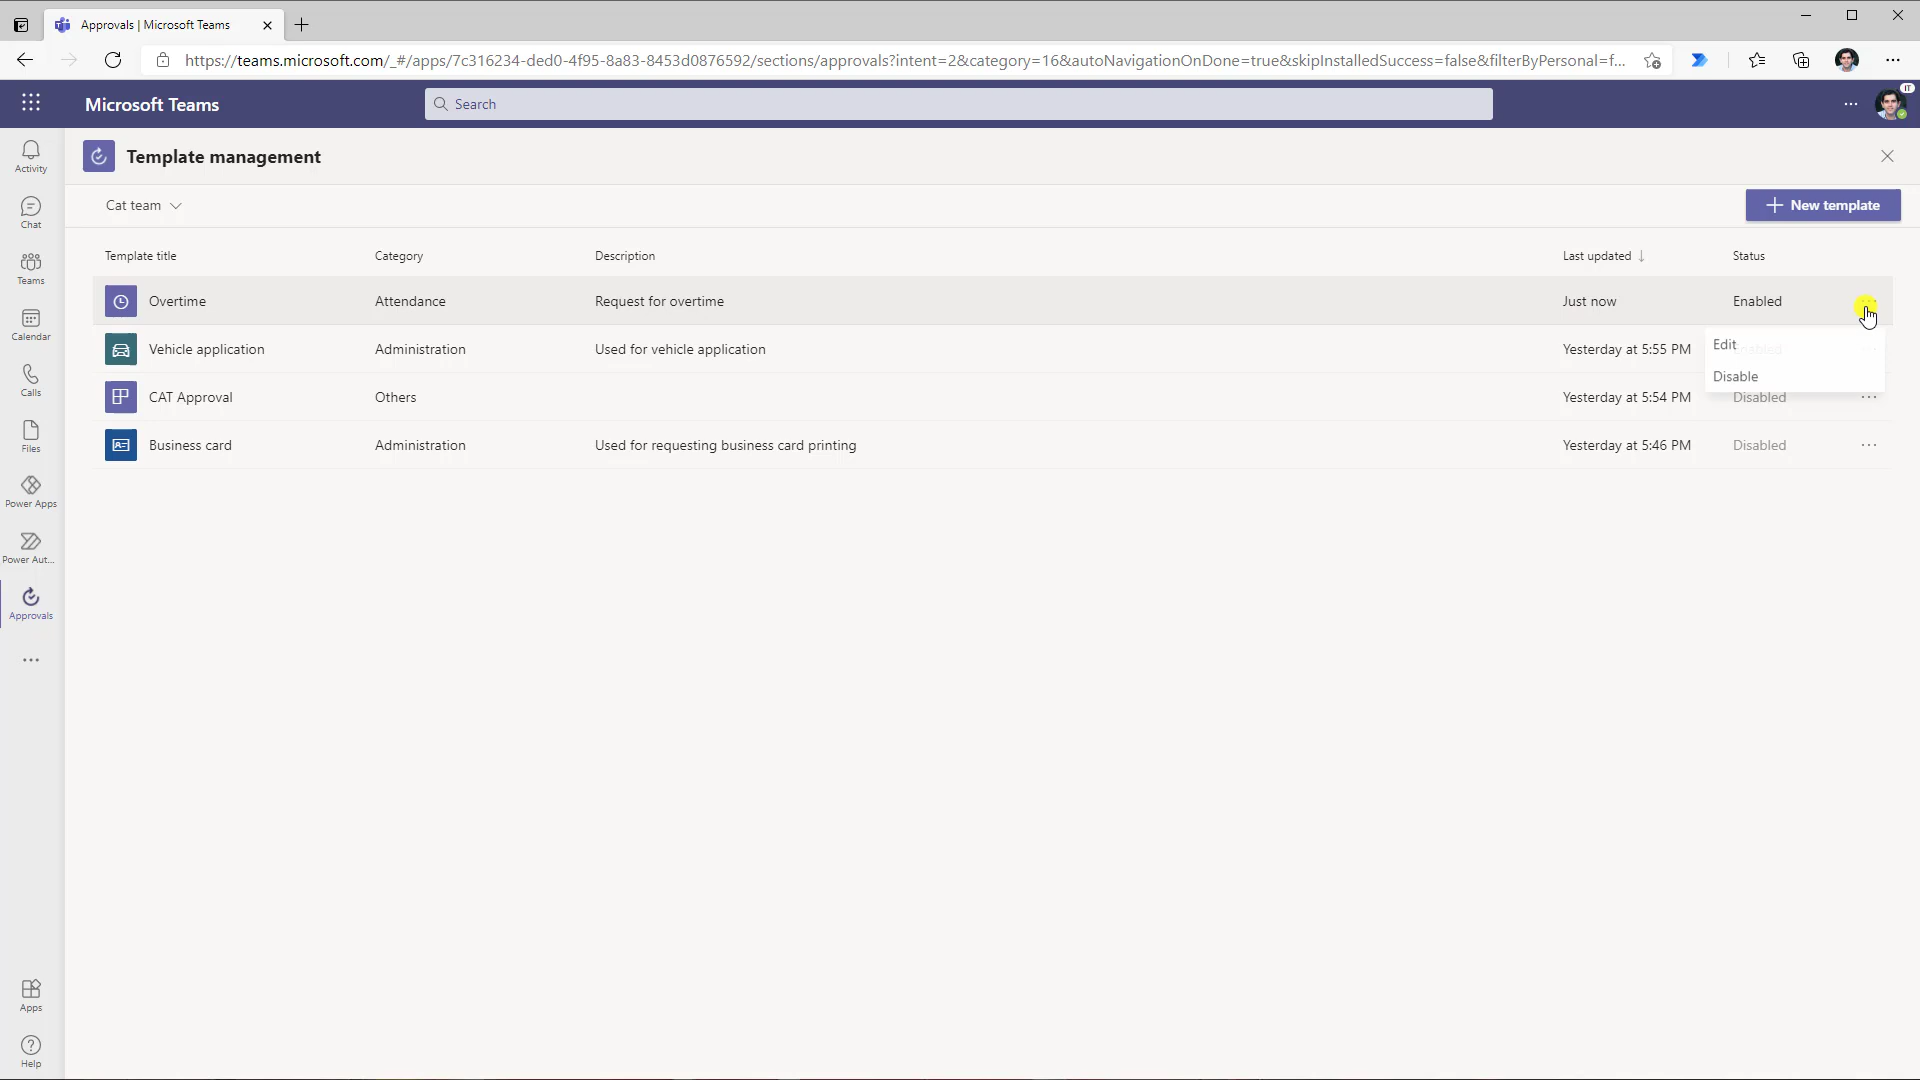 Approvals | Microsoft Teams
https://teams.microsoft.com/_#/apps/7c316234-ded0-4f95-8a83-8453d0876592/sections/approvals?intent=2&category=16&autoNavigationOnDone=true&skipInstalledSuccess=false&filterByPersonal=f...
Microsoft Teams
Search
IT
Activity
Chat
Teams
Calendar
Calls
Files
Power Apps
Power Aut...
Approvals
Apps
Help
Template management
Cat team
New template
Template title Category Description Last updated Status
Overtime Attendance Request for overtime Just now Enabled
Vehicle application Administration Used for vehicle application Yesterday at 5:55 PM Enabled
CAT Approval Others Yesterday at 5:54 PM Disabled
Business card Administration Used for requesting business card printing Yesterday at 5:46 PM Disabled
Edit
Disable